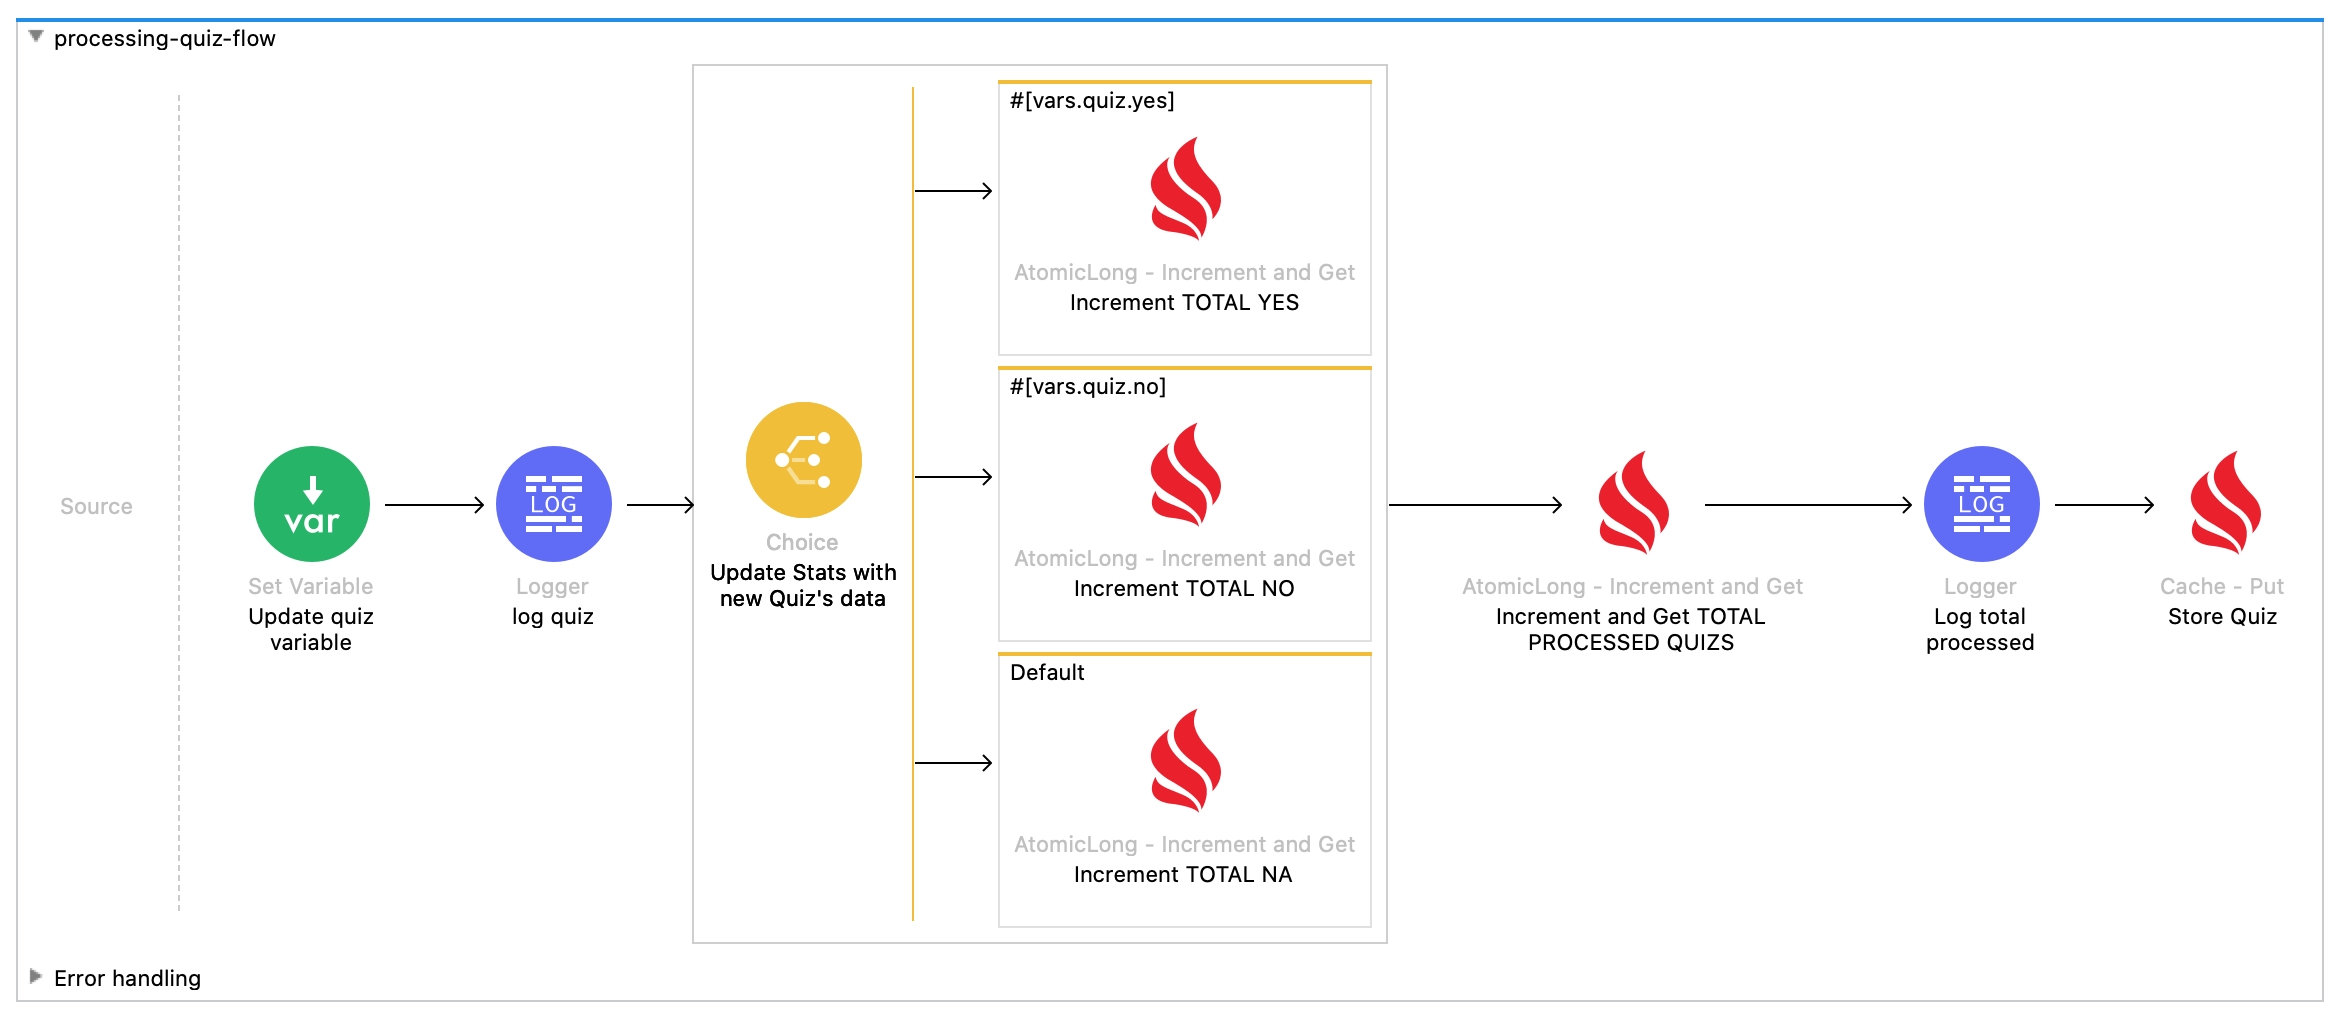 processing-quiz-flow
Source
var
Set Variable
Update quiz
variable
LOG
Logger
log quiz
Choice
Update Stats with
new Quiz's data
#[vars.quiz.yes]
AtomicLong - Increment and Get
Increment TOTAL YES
#[vars.quiz.no]
AtomicLong - Increment and Get
Increment TOTAL NO
Default
AtomicLong - Increment and Get
Increment TOTAL NA
AtomicLong - Increment and Get
Increment and Get TOTAL
PROCESSED QUIZS
LOG
Logger
Log total
processed
Cache - Put
Store Quiz
Error handling